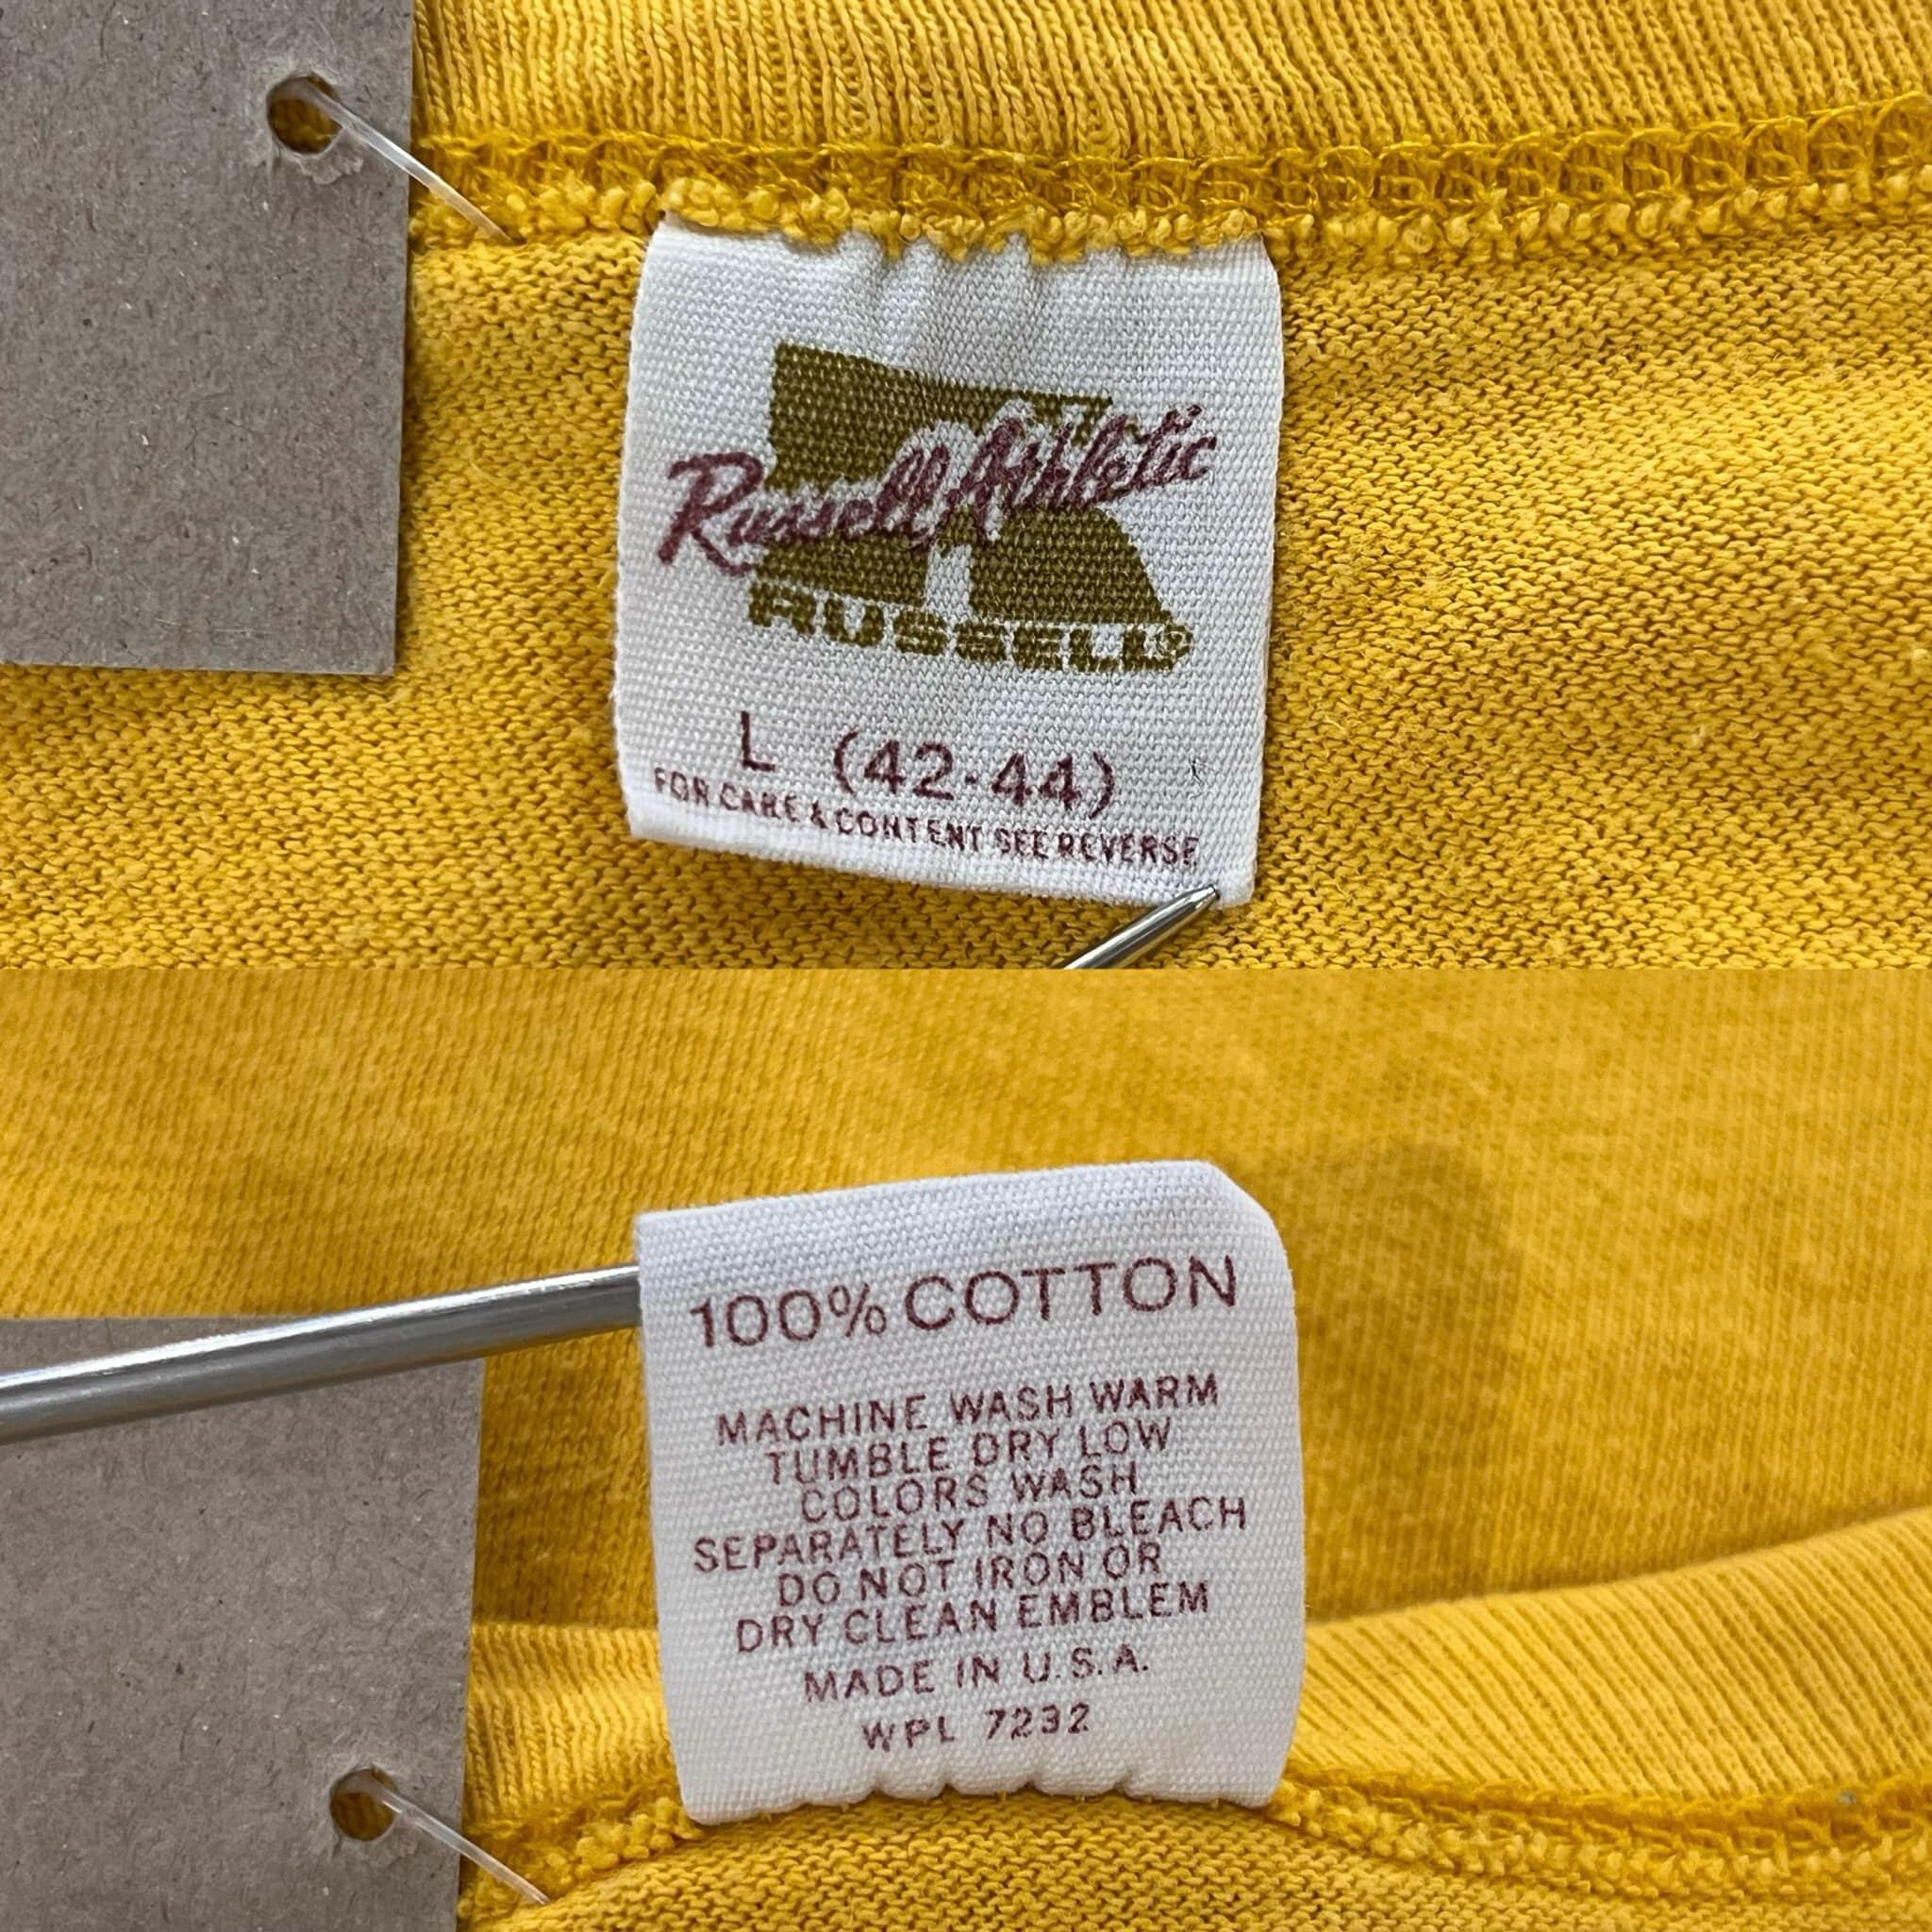 Russell Athletic
RUSSELL®
L (42-44)
FOR CARE & CONTENT SEE REVERSE
100% COTTON
MACHINE WASH WARM
TUMBLE DRY LOW
COLORS WASH
SEPARATELY NO BLEACH
DO NOT IRON OR
DRY CLEAN EMBLEM
MADE IN U.S.A.
WPL 7232